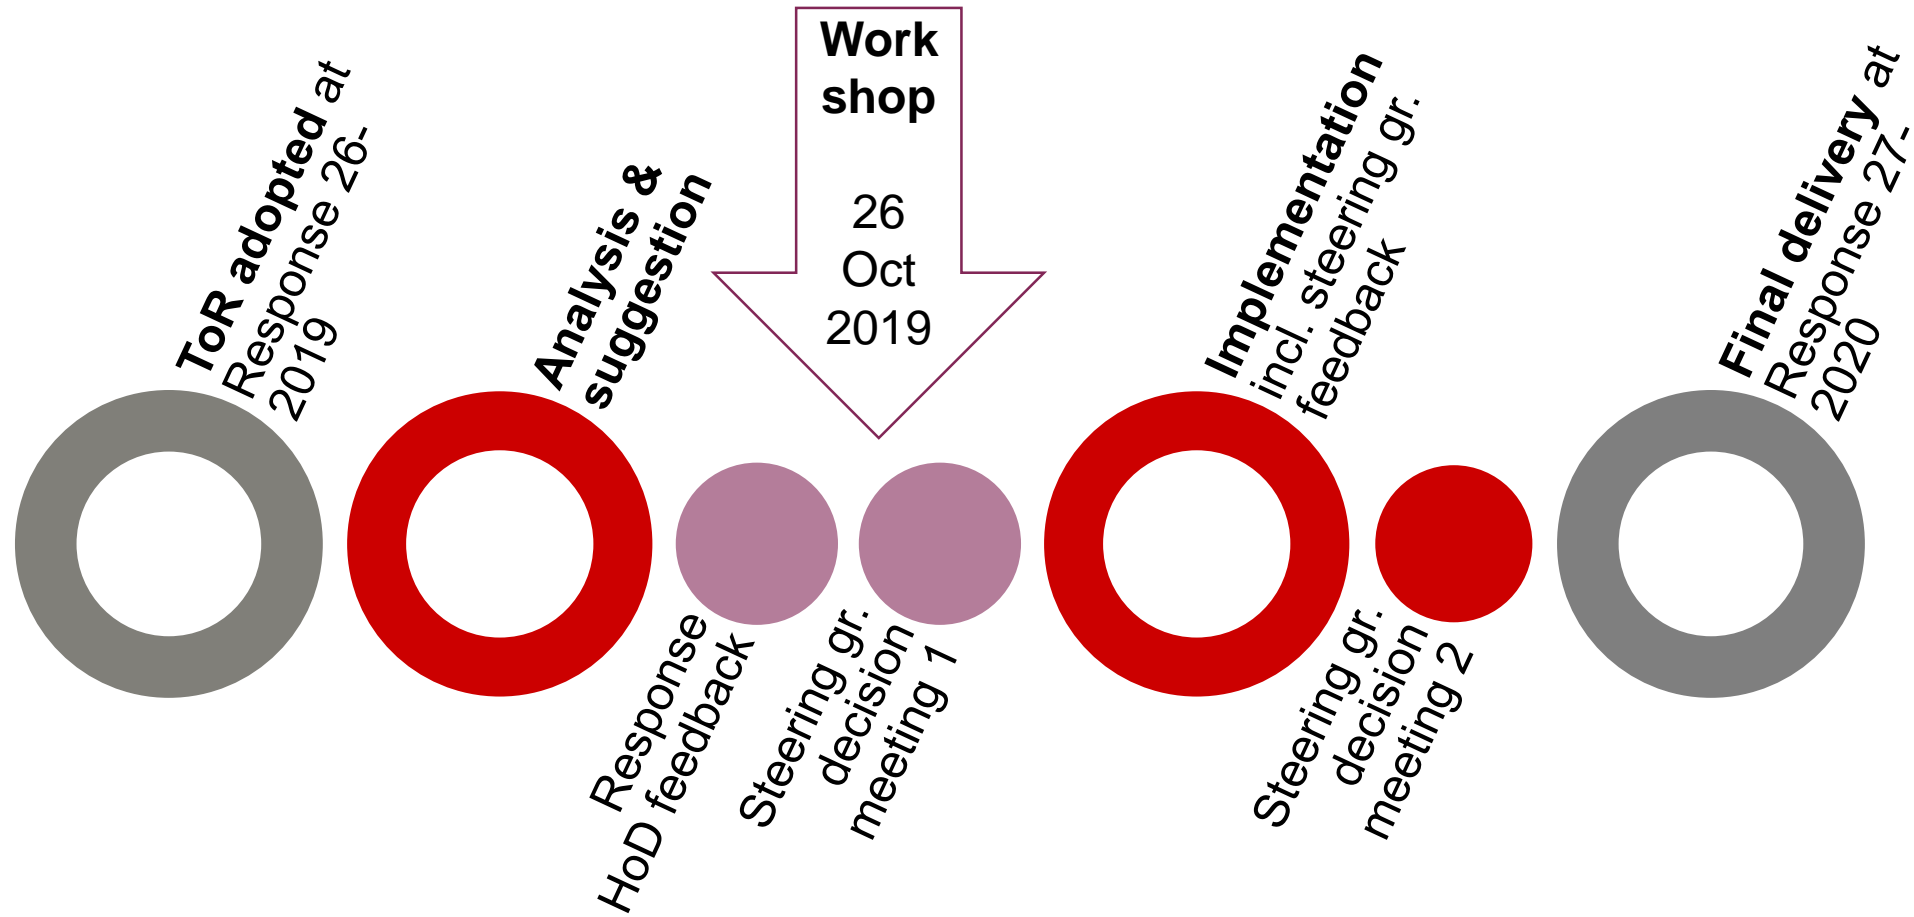 ToR adopted at
Response 26-
2019
Analysis &
suggestion
Response
HoD feedback
Work
shop
26
Oct
2019
Steering gr.
decision
meeting 1
Implementation
incl. steering gr.
feedback
Steering gr.
decision
meeting 2
Final delivery at
Response 27-
2020